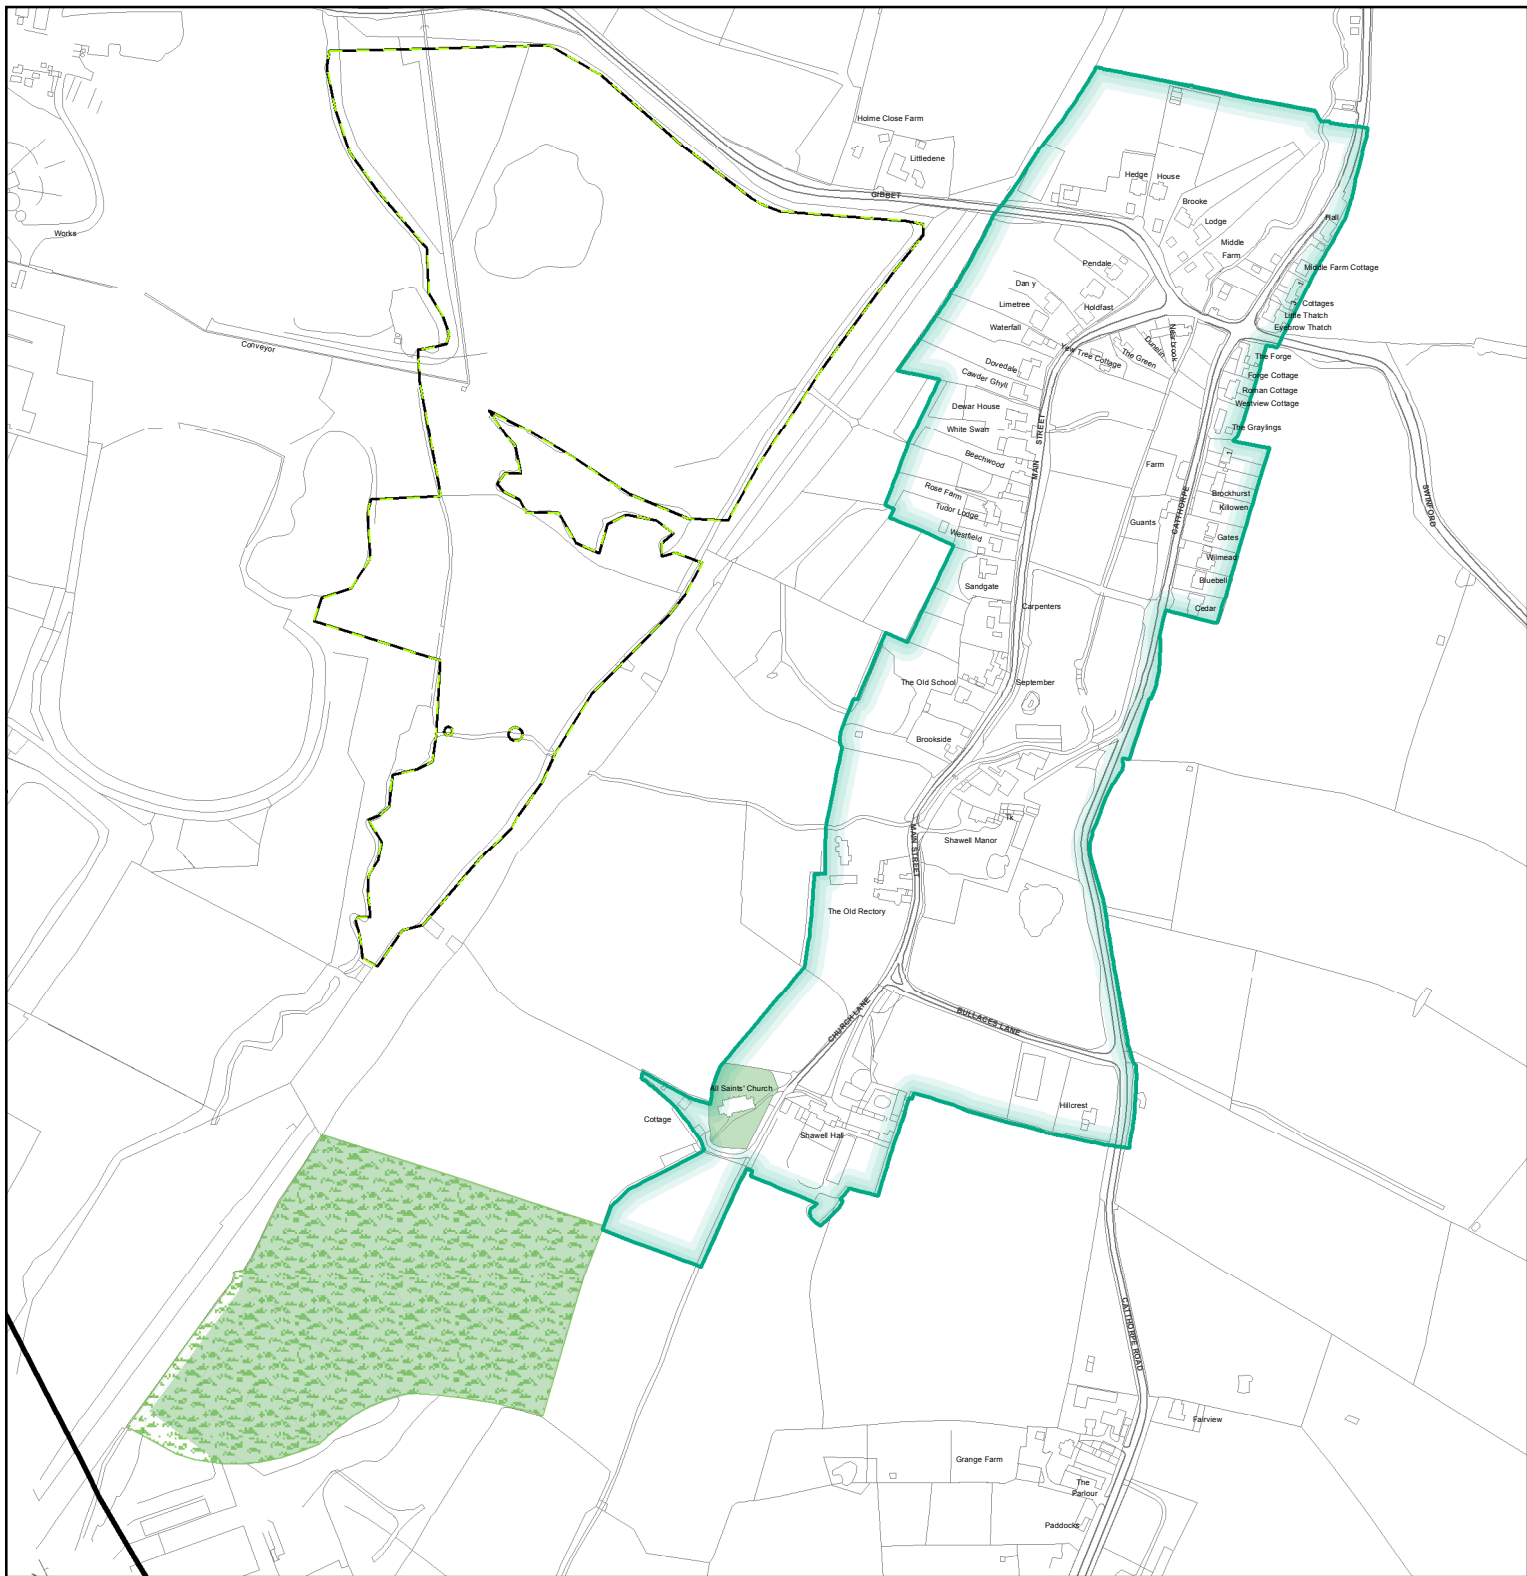 Holme Close Farm
Littledene
GIBBET
Hedge
House
Brooke
Lodge
Middle
Farm
Hall
Works
Pendale
Middle Farm Cottage
1
Dan y
Holdfast
3
Cottages
Limetree
Little Thatch
Waterfall
Eyebrow Thatch
Nearbrook
Dunelin
The Green
Yew Tree Cottage
Conveyor
The Forge
Dovedale
Forge Cottage
Cawder Ghyll
Roman Cottage
Westview Cottage
Dewar House
White Swan
The Graylings
MAIN STREET
1
Beechwood
Farm
Rose Farm
Brockhurst
Killowen
Tudor Lodge
CATTHORPE
Guants
SWINFORD
Westfield
Gates
Wilmead
Bluebell
Sandgate
Carpenters
Cedar
The Old School
September
Brookside
Tk
MAIN STREET
Shawell Manor
The Old Rectory
CHURCH LANE
BULLACES LANE
All Saints' Church
Cottage
Hillcrest
Shawell Hall
CATTHORPE ROAD
Fairview
Grange Farm
The
Parlour
Paddocks